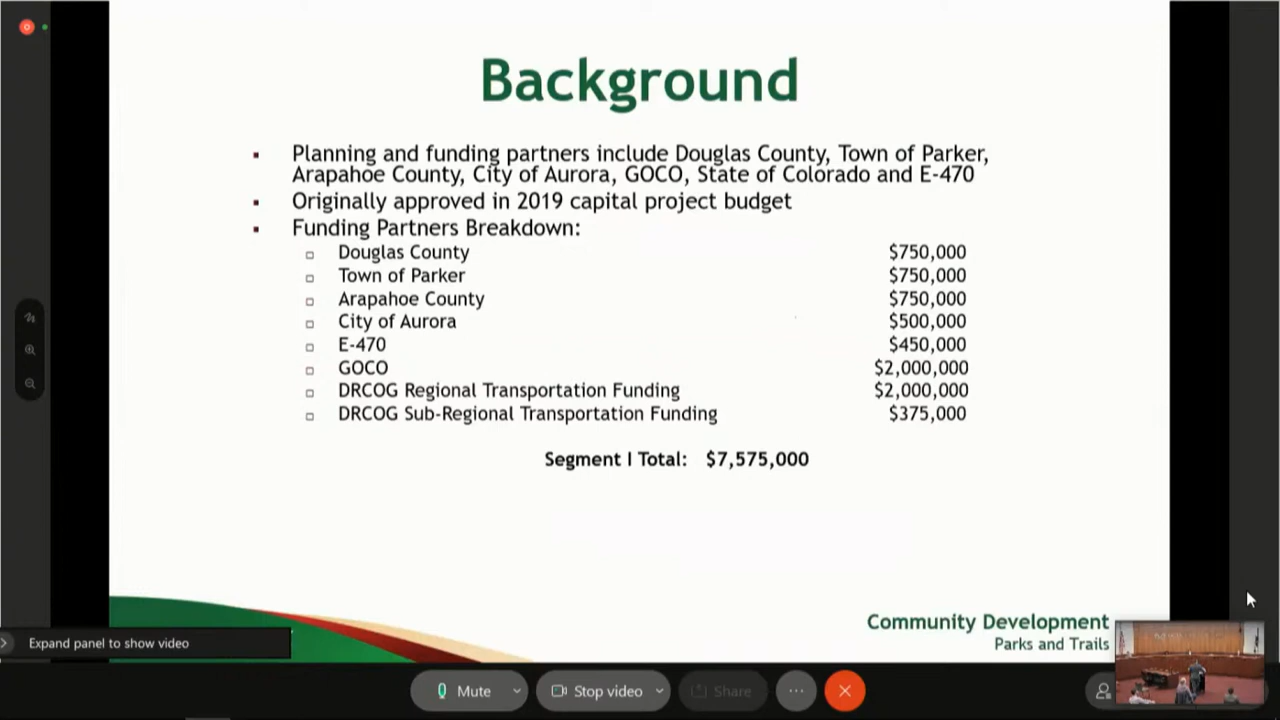 Background
Planning and funding partners include Douglas County, Town of Parker,
Arapahoe County, City of Aurora, GOCO, State of Colorado and E-470
Originally approved in 2019 capital project budget
Funding Partners Breakdown:
Douglas County $750,000
Town of Parker $750,000
Arapahoe County $750,000
City of Aurora $500,000
E-470 $450,000
GOCO $2,000,000
DRCOG Regional Transportation Funding $2,000,000
DRCOG Sub-Regional Transportation Funding $375,000
Segment I Total: $7,575,000
Community Development
Parks and Trails
Expand panel to show video
Mute
Stop video
Share